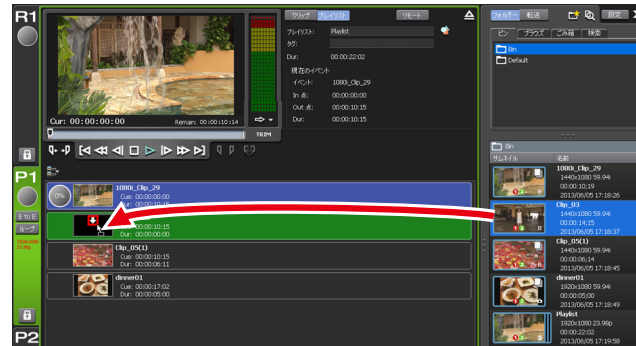 R1
P1
E to E
ループ
1920x1080
23.98p
P2
Cur: 00:00:00:00
Remain: 00:00:10:14
TRIM
クリップ プレイリスト リモート
プレイリスト: Playlist
タグ:
Dur: 00:00:22:02
現在のイベント
イベント: 1080i_Clip_29
In 点: 00:00:00:00
Out 点: 00:00:10:15
Dur: 00:00:10:15
0%
1080i_Clip_29
Cue: 00:00:00:00
Dur: 00:00:10:15
00:00:10:15
Dur: 00:00:00:00
Clip_05(1)
Cue: 00:00:10:15
Dur: 00:00:06:11
dinner01
Cue: 00:00:17:02
Dur: 00:00:05:00
フォルダー 転送 設定
ビン ブラウズ ごみ箱 検索
Bin
Default
Bin
サムネイル 名前
1080i_Clip_29
1440x1080 59.94i
00:00:10;19
2013/06/05 17:18:26
Clip_03
1440x1080 59.94i
00:00:14;15
2013/06/05 17:18:37
Clip_05(1)
1440x1080 59.94i
00:00:06;14
2013/06/05 17:18:45
dinner01
1920x1080 59.94i
00:00:05;00
2013/06/05 17:18:49
Playlist
1920x1080 23.98p
00:00:22:02
2013/06/05 17:19:58